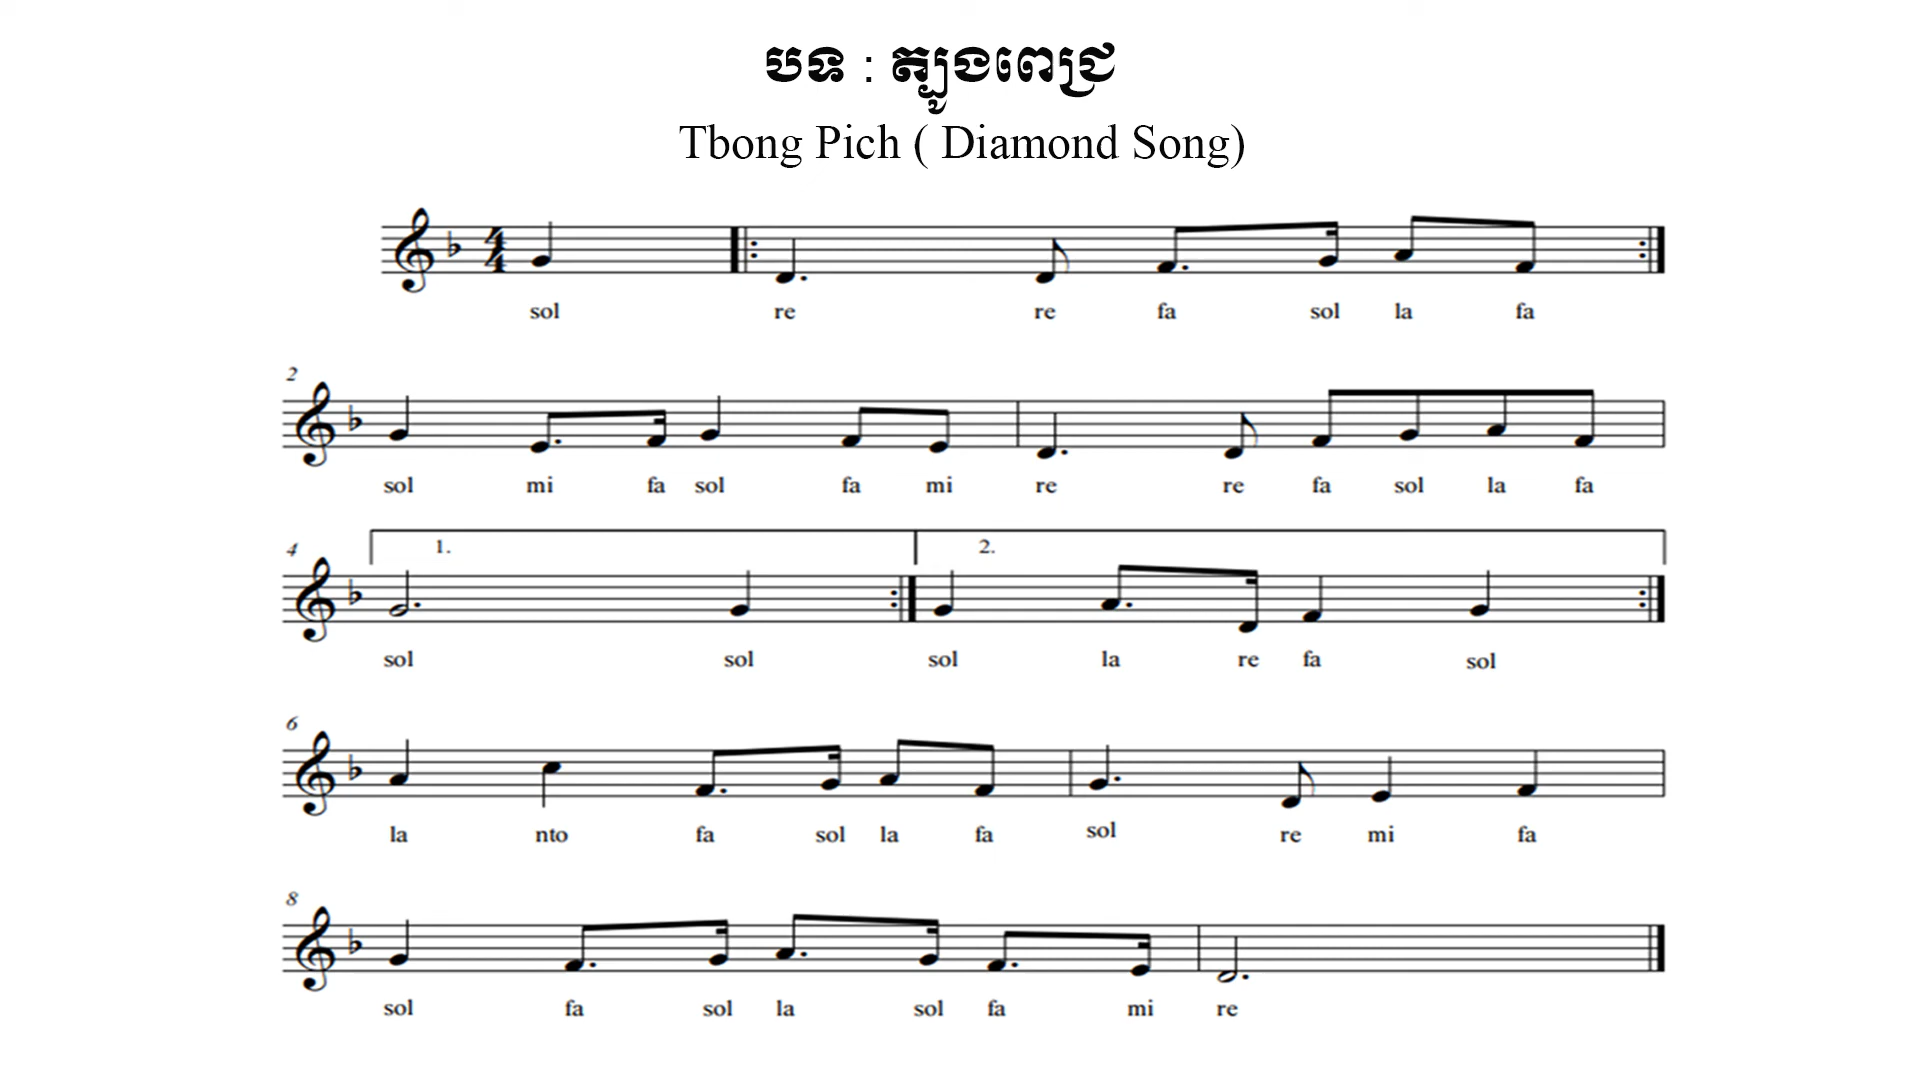 បទ : ត្បូងពេជ្រ
Tbong Pich ( Diamond Song)
4
4
sol re re fa sol la fa
2
sol mi fa sol fa mi re re fa sol la fa
4
1. 2.
sol sol sol la re fa sol
6
la nto fa sol la fa sol re mi fa
8
sol fa sol la sol fa mi re